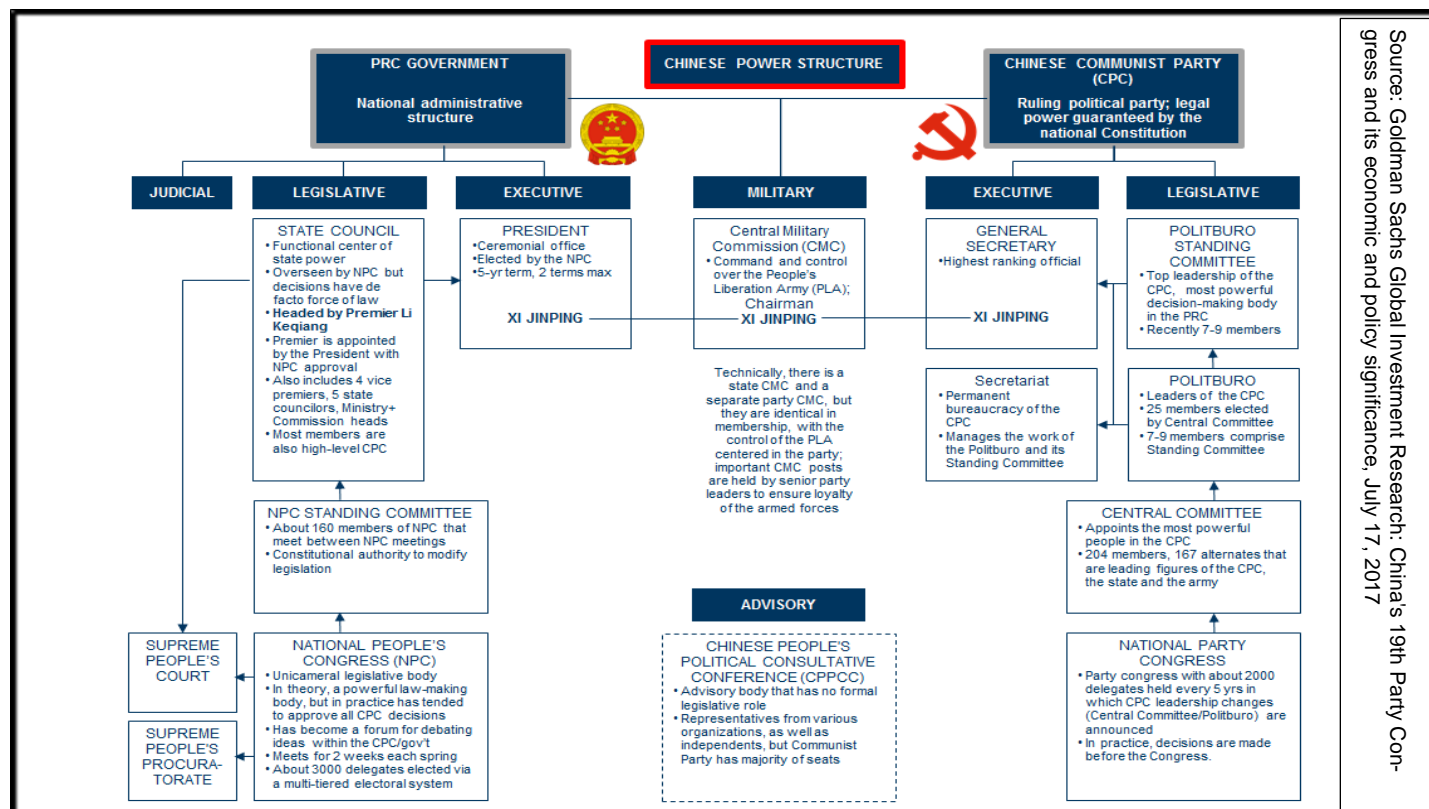 CHINESE POWER STRUCTURE
PRC GOVERNMENT
National administrative
structure
CHINESE COMMUNIST PARTY
(CPC)
Ruling political party; legal
power guaranteed by the
national Constitution
JUDICIAL
LEGISLATIVE
EXECUTIVE
MILITARY
EXECUTIVE
LEGISLATIVE
STATE COUNCIL
• Functional center of
state power
• Overseen by NPC but
decisions have de
facto force of law
• Headed by Premier Li
Keqiang
• Premier is appointed
by the President with
NPC approval
• Also includes 4 vice
premiers, 5 state
councilors, Ministry+
Commission heads
• Most members are
also high-level CPC
PRESIDENT
• Ceremonial office
• Elected by the NPC
• 5-yr term, 2 terms max
XI JINPING
Central Military
Commission (CMC)
• Command and control
over the People's
Liberation Army (PLA);
Chairman
XI JINPING
Technically, there is a
state CMC and a
separate party CMC, but
they are identical in
membership, with the
control of the PLA
centered in the party;
important CMC posts
are held by senior party
leaders to ensure loyalty
of the armed forces
GENERAL
SECRETARY
• Highest ranking official
XI JINPING
POLITBURO
STANDING
COMMITTEE
• Top leadership of the
CPC, most powerful
decision-making body
in the PRC
• Recently 7-9 members
Secretariat
• Permanent
bureaucracy of the
CPC
• Manages the work of
the Politburo and its
Standing Committee
POLITBURO
• Leaders of the CPC
• 25 members elected
by Central Committee
• 7-9 members comprise
Standing Committee
NPC STANDING COMMITTEE
• About 160 members of NPC that
meet between NPC meetings
• Constitutional authority to modify
legislation
CENTRAL COMMITTEE
• Appoints the most powerful
people in the CPC
• 204 members, 167 alternates that
are leading figures of the CPC,
the state and the army
SUPREME
PEOPLE'S
COURT
SUPREME
PEOPLE'S
PROCURA-
TORATE
NATIONAL PEOPLE'S
CONGRESS (NPC)
• Unicameral legislative body
• In theory, a powerful law-making
body, but in practice has tended
to approve all CPC decisions
• Has become a forum for debating
ideas within the CPC/gov't
• Meets for 2 weeks each spring
• About 3000 delegates elected via
a multi-tiered electoral system
ADVISORY
CHINESE PEOPLE'S
POLITICAL CONSULTATIVE
CONFERENCE (CPPCC)
• Advisory body that has no formal
legislative role
• Representatives from various
organizations, as well as
independents, but Communist
Party has majority of seats
NATIONAL PARTY
CONGRESS
• Party congress with about 2000
delegates held every 5 yrs in
which CPC leadership changes
(Central Committee/Politburo) are
announced
• In practice, decisions are made
before the Congress.
Source: Goldman Sachs Global Investment Research: China's 19th Party Con-
gress and its economic and policy significance, July 17, 2017